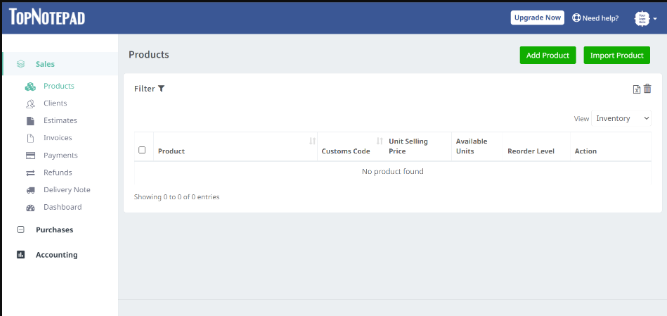 TopNotepad
Upgrade Now
Need help?
Sales
Products
Clients
Estimates
Invoices
Payments
Refunds
Delivery Note
Dashboard
Purchases
Accounting
Products
Add Product
Import Product
Filter
View Inventory
Product Customs Code Unit Selling Price Available Units Reorder Level Action
No product found
Showing 0 to 0 of 0 entries